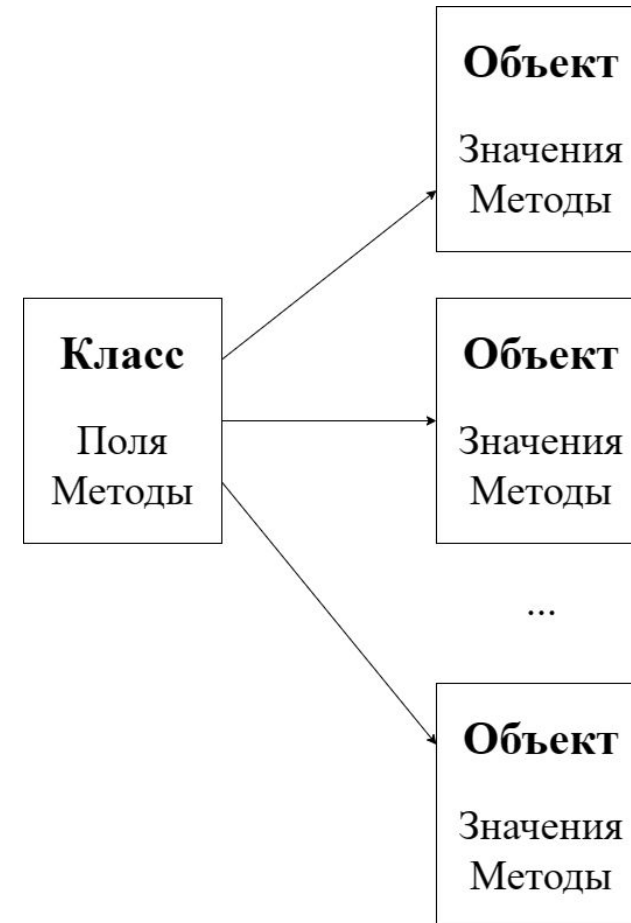 Объект
Значения
Методы
Класс
Поля
Методы
Объект
Значения
Методы
...
Объект
Значения
Методы